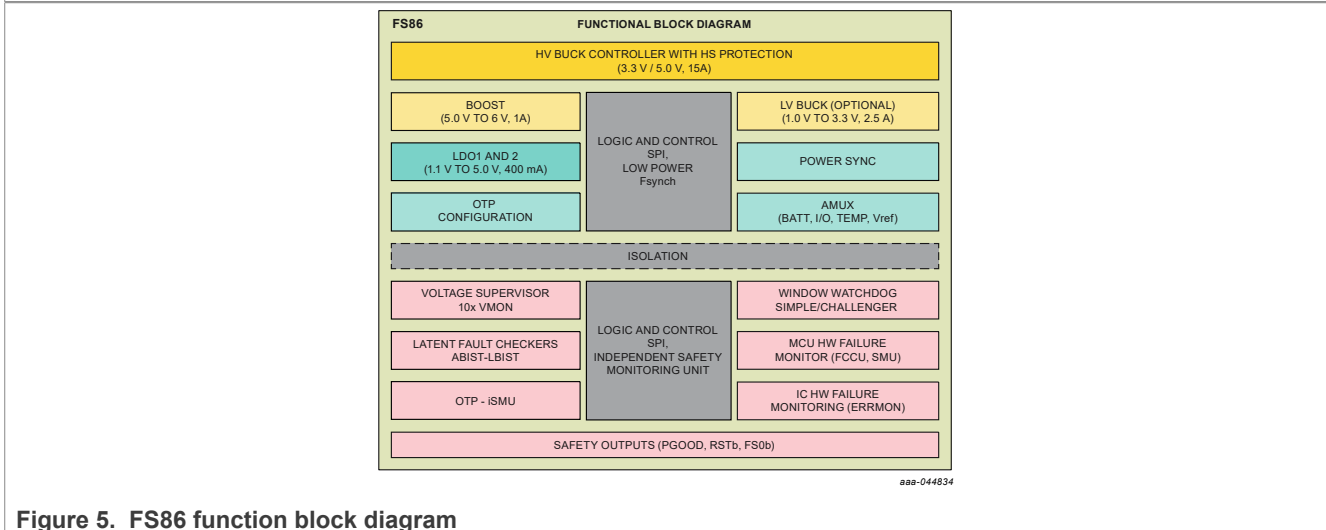 FS86
FUNCTIONAL BLOCK DIAGRAM
HV BUCK CONTROLLER WITH HS PROTECTION
(3.3 V / 5.0 V, 15A)
BOOST
(5.0 V TO 6 V, 1A)
LDO1 AND 2
(1.1 V TO 5.0 V, 400 mA)
OTP
CONFIGURATION
LOGIC AND CONTROL
SPI,
LOW POWER
Fsynch
LV BUCK (OPTIONAL)
(1.0 V TO 3.3 V, 2.5 A)
POWER SYNC
AMUX
(BATT, I/O, TEMP, Vref)
ISOLATION
VOLTAGE SUPERVISOR
10x VMON
LATENT FAULT CHECKERS
ABIST-LBIST
OTP - iSMU
LOGIC AND CONTROL
SPI,
INDEPENDENT SAFETY
MONITORING UNIT
WINDOW WATCHDOG
SIMPLE/CHALLENGER
MCU HW FAILURE
MONITOR (FCCU, SMU)
IC HW FAILURE
MONITORING (ERRMON)
SAFETY OUTPUTS (PGOOD, RSTb, FS0b)
aaa-044834
Figure 5. FS86 function block diagram